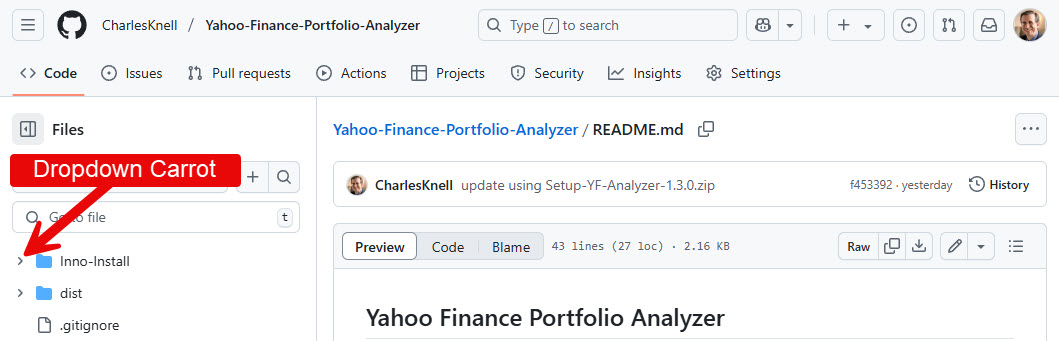 CharlesKnell / Yahoo-Finance-Portfolio-Analyzer
Type / to search
Code
Issues
Pull requests
Actions
Projects
Security
Insights
Settings
Files
Dropdown Carrot
Go to file
t
Inno-Install
dist
.gitignore
Yahoo-Finance-Portfolio-Analyzer / README.md
CharlesKnell update using Setup-YF-Analyzer-1.3.0.zip
f453392 · yesterday
History
Preview
Code
Blame
43 lines (27 loc) · 2.16 KB
Raw
Yahoo Finance Portfolio Analyzer